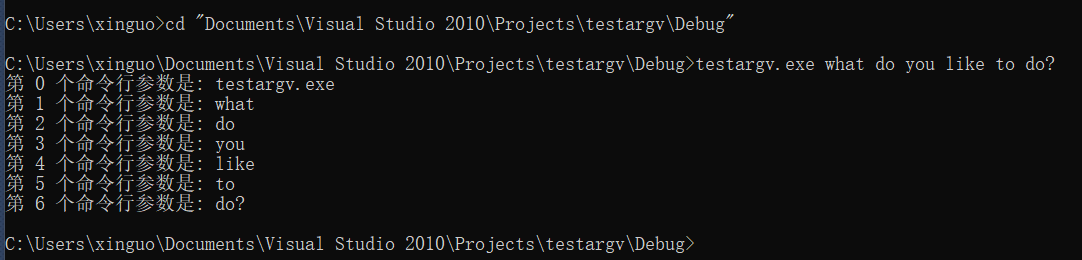 C:\Users\xinguo>cd "Documents\Visual Studio 2010\Projects\testargv\Debug"
C:\Users\xinguo\Documents\Visual Studio 2010\Projects\testargv\Debug>testargv.exe what do you like to do?
第 0 个命令行参数是: testargv.exe
第 1 个命令行参数是: what
第 2 个命令行参数是: do
第 3 个命令行参数是: you
第 4 个命令行参数是: like
第 5 个命令行参数是: to
第 6 个命令行参数是: do?
C:\Users\xinguo\Documents\Visual Studio 2010\Projects\testargv\Debug>